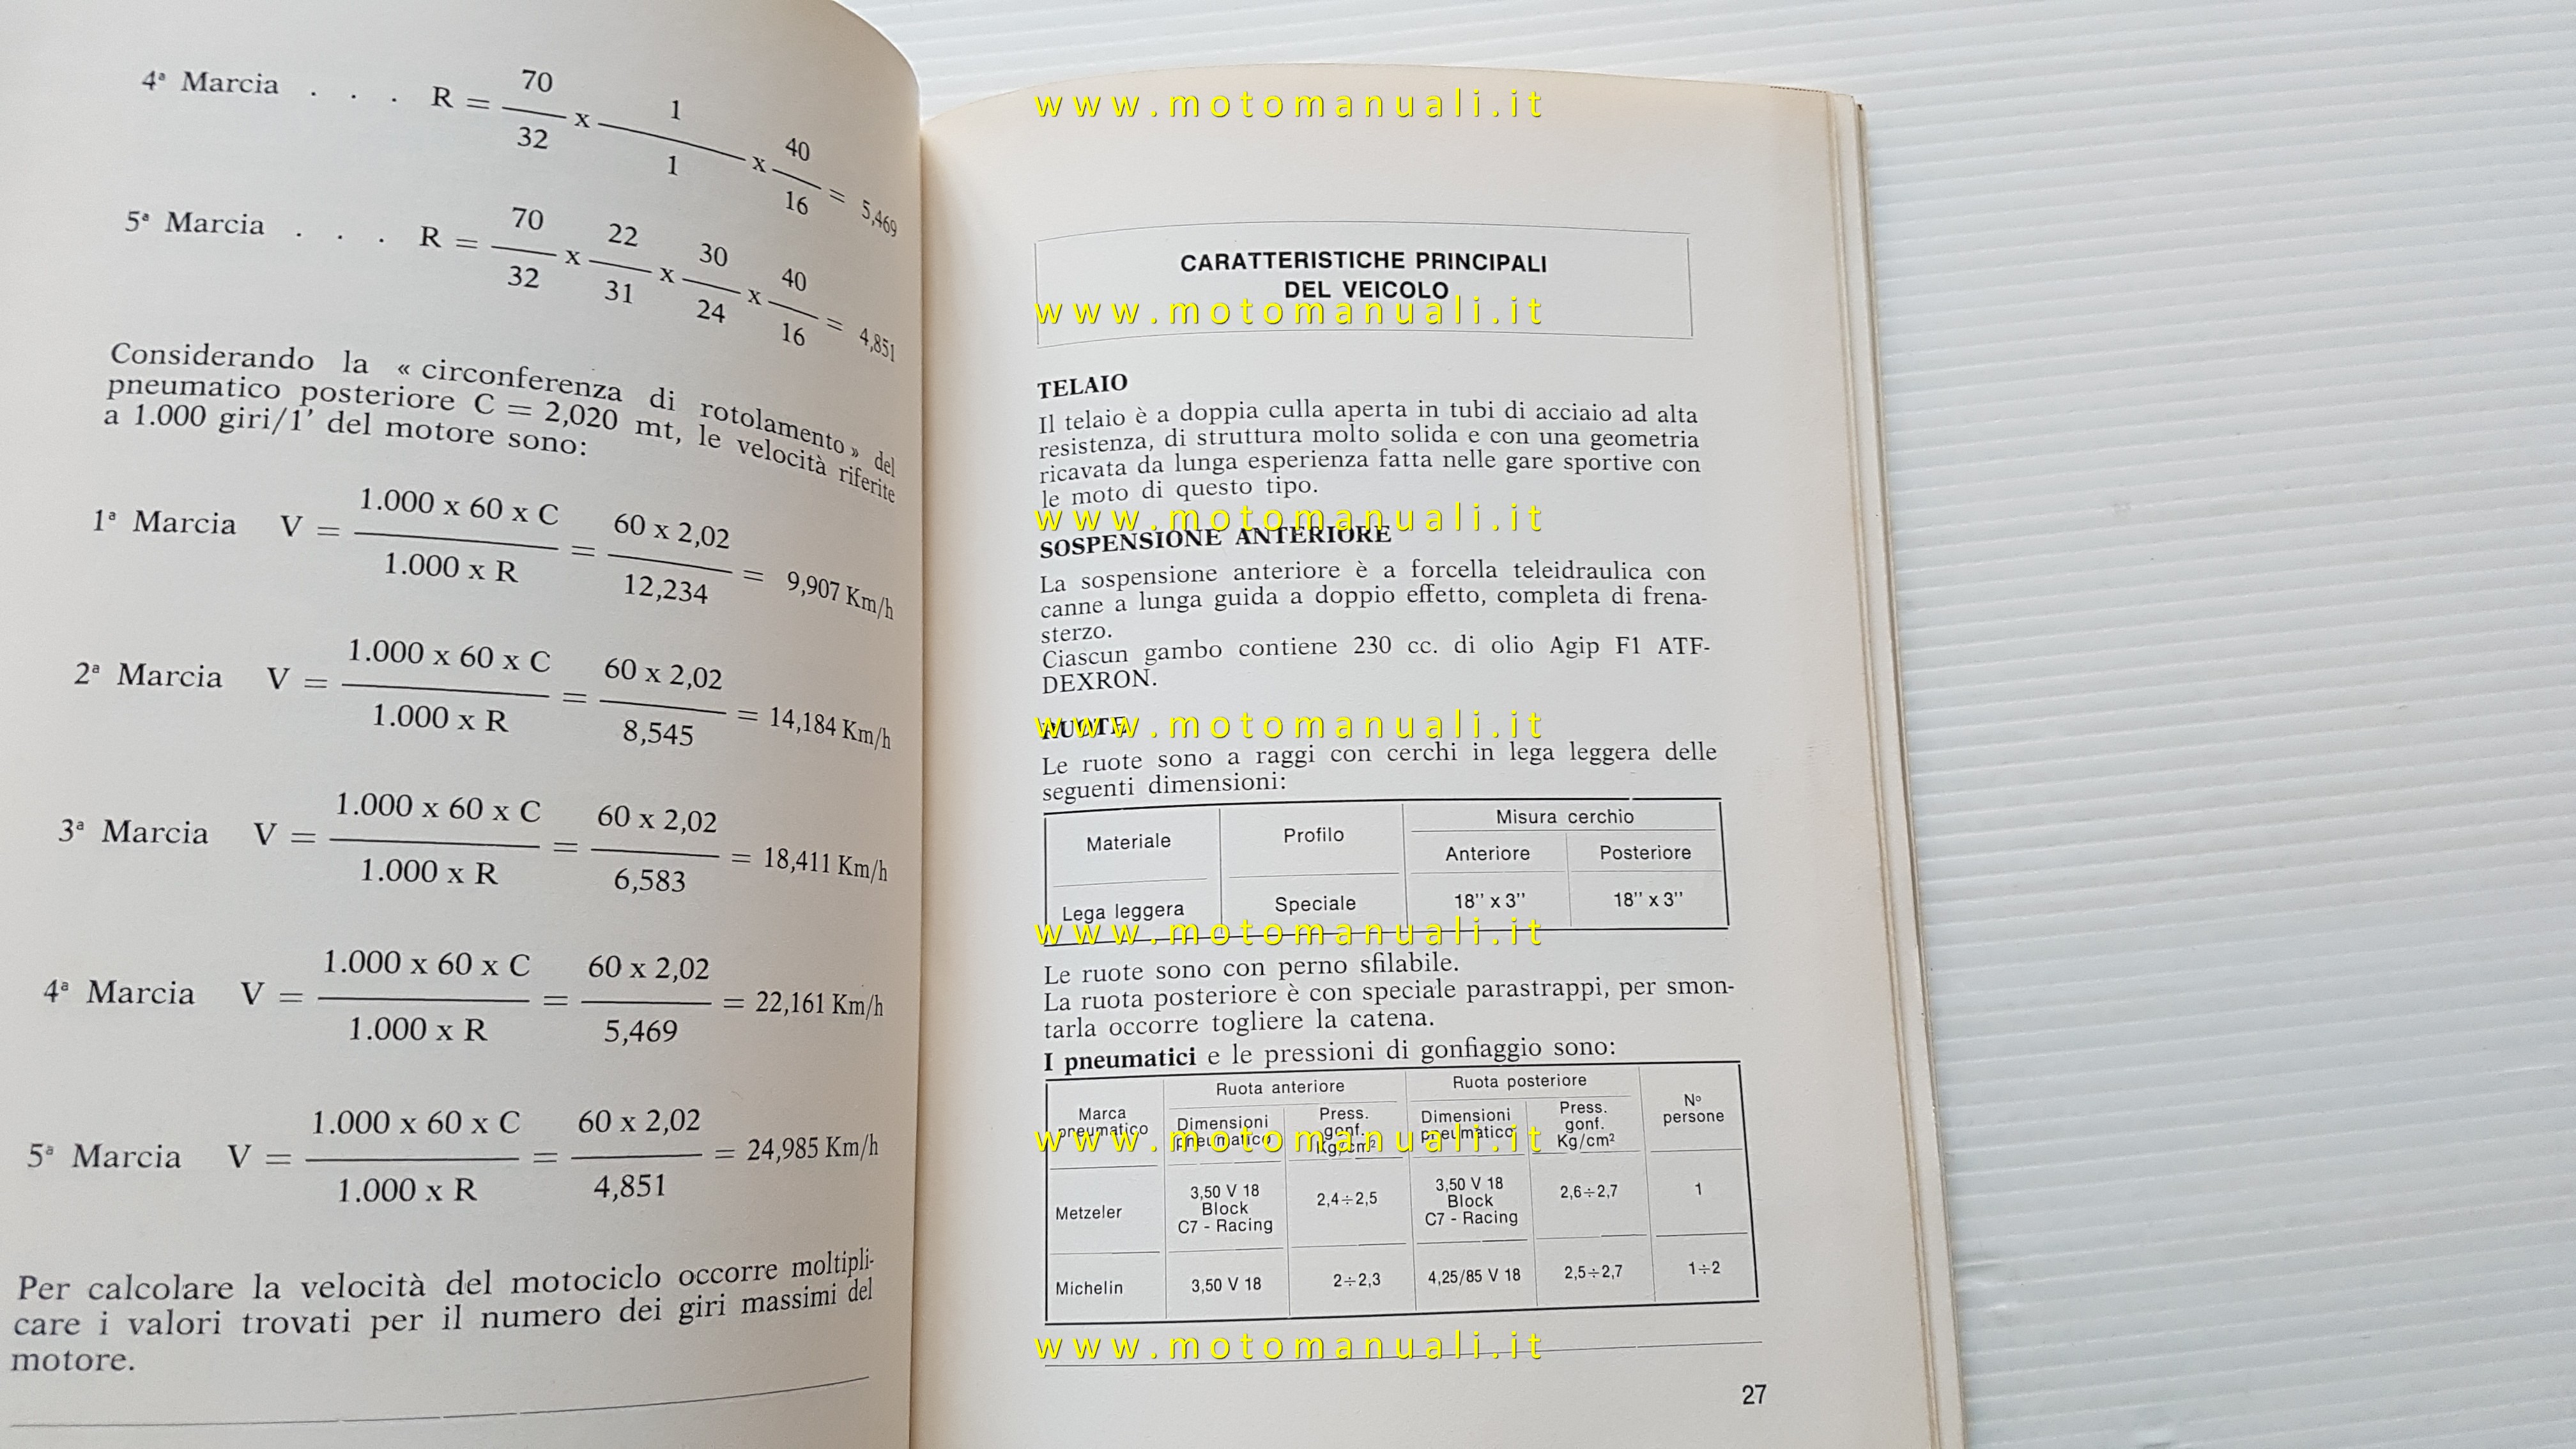 4ª Marcia . . . R = 70/32 x 1/1 x 40/16 = 5,469
5ª Marcia . . . R = 70/32 x 22/31 x 30/24 x 40/16 = 4,851
Considerando la « circonferenza di rotolamento » del
pneumatico posteriore C = 2,020 mt, le velocità riferite
a 1.000 giri/1' del motore sono:
1ª Marcia V = 1.000 x 60 x C / 1.000 x R = 60 x 2,02 / 12,234 = 9,907 Km/h
2ª Marcia V = 1.000 x 60 x C / 1.000 x R = 60 x 2,02 / 8,545 = 14,184 Km/h
3ª Marcia V = 1.000 x 60 x C / 1.000 x R = 60 x 2,02 / 6,583 = 18,411 Km/h
4ª Marcia V = 1.000 x 60 x C / 1.000 x R = 60 x 2,02 / 5,469 = 22,161 Km/h
5ª Marcia V = 1.000 x 60 x C / 1.000 x R = 60 x 2,02 / 4,851 = 24,985 Km/h
Per calcolare la velocità del motociclo occorre moltipli-
care i valori trovati per il numero dei giri massimi del
motore.
www.motomanuali.it
CARATTERISTICHE PRINCIPALI
DEL VEICOLO
www.motomanuali.it
TELAIO
Il telaio è a doppia culla aperta in tubi di acciaio ad alta
resistenza, di struttura molto solida e con una geometria
ricavata da lunga esperienza fatta nelle gare sportive con
le moto di questo tipo.
www.motomanuali.it
SOSPENSIONE ANTERIORE
La sospensione anteriore è a forcella teleidraulica con
canne a lunga guida a doppio effetto, completa di frena-
sterzo.
Ciascun gambo contiene 230 cc. di olio Agip F1 ATF-
DEXRON.
www.motomanuali.it
RUOTE
Le ruote sono a raggi con cerchi in lega leggera delle
seguenti dimensioni:
Materiale Profilo Misura cerchio
Anteriore Posteriore
Lega leggera Speciale 18'' x 3'' 18'' x 3''
www.motomanuali.it
Le ruote sono con perno sfilabile.
La ruota posteriore è con speciale parastrappi, per smon-
tarla occorre togliere la catena.
I pneumatici e le pressioni di gonfiaggio sono:
Marca pneumatico Ruota anteriore Ruota posteriore N° persone
Dimensioni pneumatico Press. gonf. Kg/cm² Dimensioni pneumatico Press. gonf. Kg/cm²
www.motomanuali.it
Metzeler 3,50 V 18 Block C7 - Racing 2,4÷2,5 3,50 V 18 Block C7 - Racing 2,6÷2,7 1
Michelin 3,50 V 18 2÷2,3 4,25/85 V 18 2,5÷2,7 1÷2
www.motomanuali.it
27